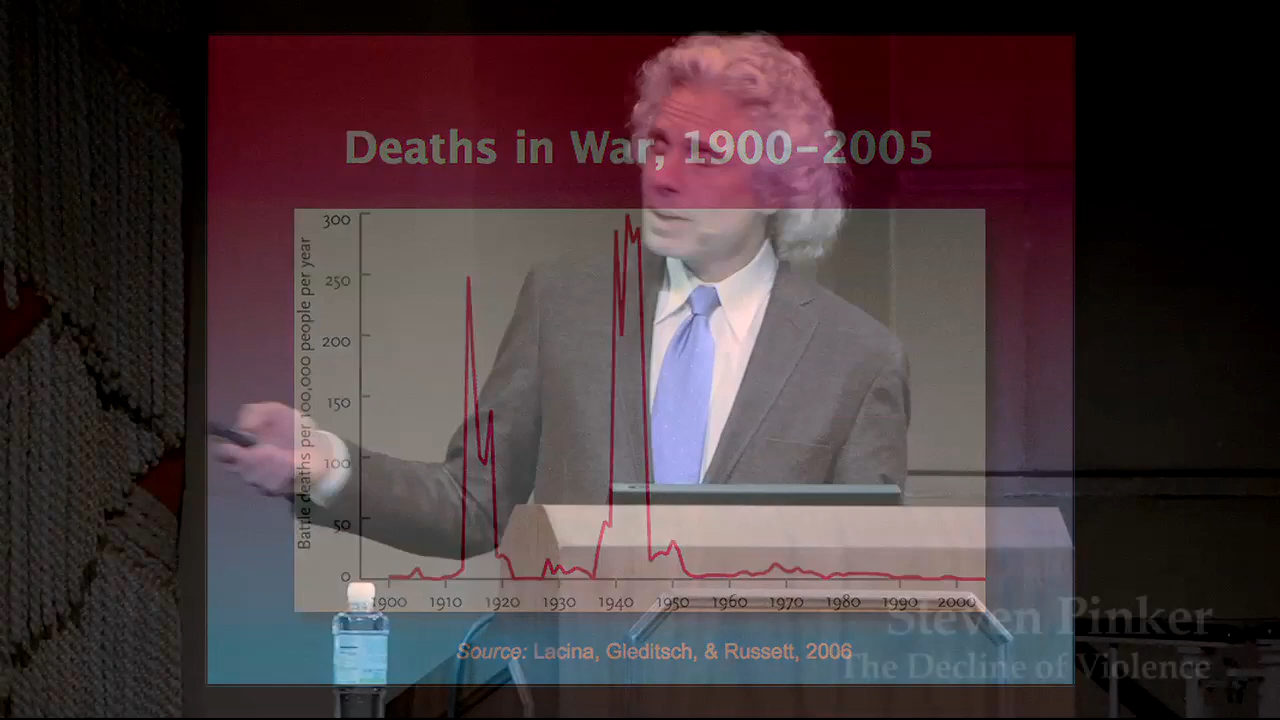 Deaths in War, 1900–2005
Battle deaths per 100,000 people per year
300
250
200
150
100
50
0
1900 1910 1920 1930 1940 1950 1960 1970 1980 1990 2000
Source: Lacina, Gleditsch, & Russett, 2006
Steven Pinker
The Decline of Violence